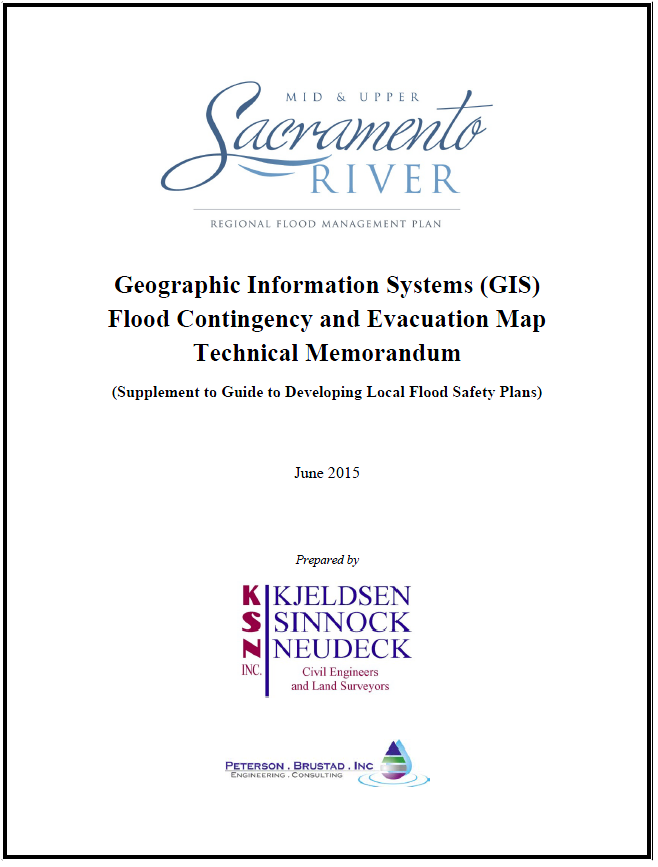 MID & UPPER
Sacramento
RIVER
REGIONAL FLOOD MANAGEMENT PLAN
Geographic Information Systems (GIS)
Flood Contingency and Evacuation Map
Technical Memorandum
(Supplement to Guide to Developing Local Flood Safety Plans)
June 2015
Prepared by
K KJELDSEN
S SINNOCK
N NEUDECK
INC. Civil Engineers
and Land Surveyors
PETERSON . BRUSTAD . INC
ENGINEERING . CONSULTING